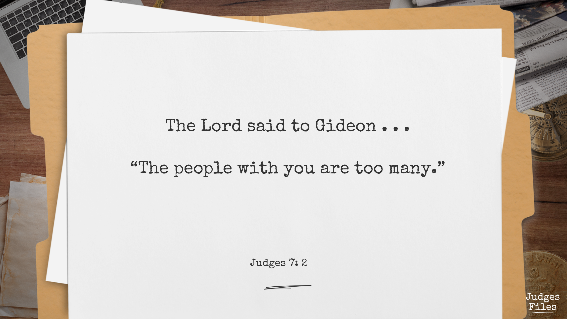 The Lord said to Gideon . . .
“The people with you are too many.”
Judges 7: 2
Judges
Files